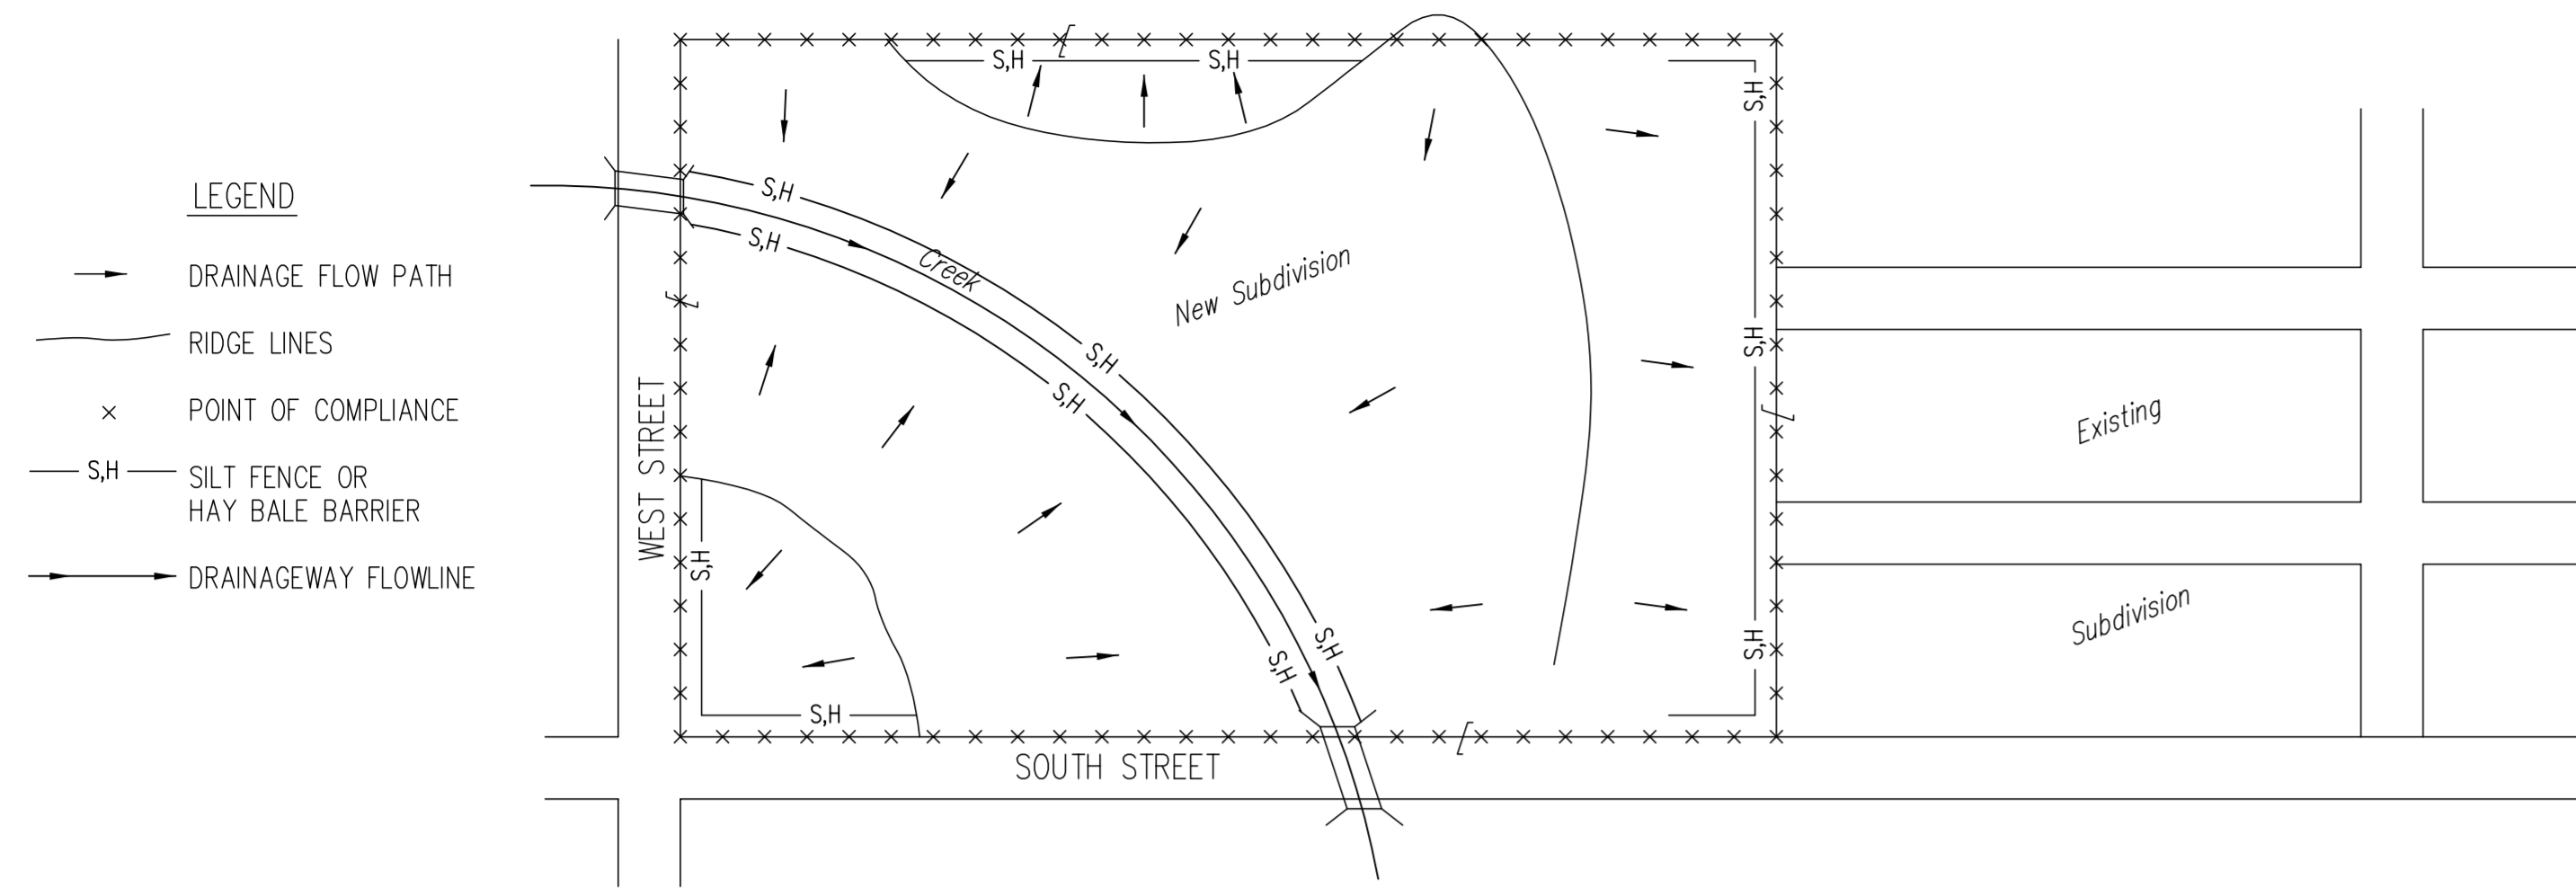 LEGEND
DRAINAGE FLOW PATH
RIDGE LINES
POINT OF COMPLIANCE
S,H
SILT FENCE OR
HAY BALE BARRIER
DRAINAGEWAY FLOWLINE
S,H
S,H
S,H
S,H
S,H
Creek
New Subdivision
S,H
S,H
S,H
WEST STREET
Existing
S,H
Subdivision
S,H
S,H
S,H
S,H
SOUTH STREET